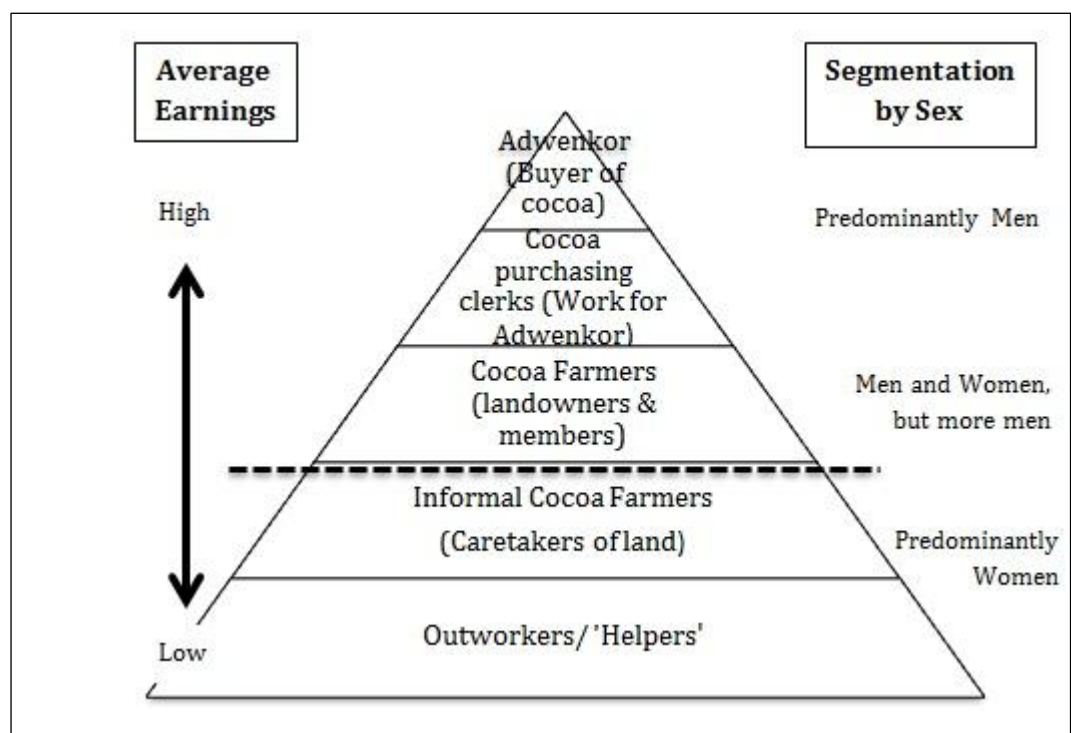 Average
Earnings
Segmentation
by Sex
Adwenkor
(Buyer of
cocoa)
High
Predominantly Men
Cocoa
purchasing
clerks (Work for
Adwenkor)
Cocoa Farmers
(landowners &
members)
Men and Women,
but more men
Informal Cocoa Farmers
(Caretakers of land)
Predominantly
Women
Outworkers/ 'Helpers'
Low